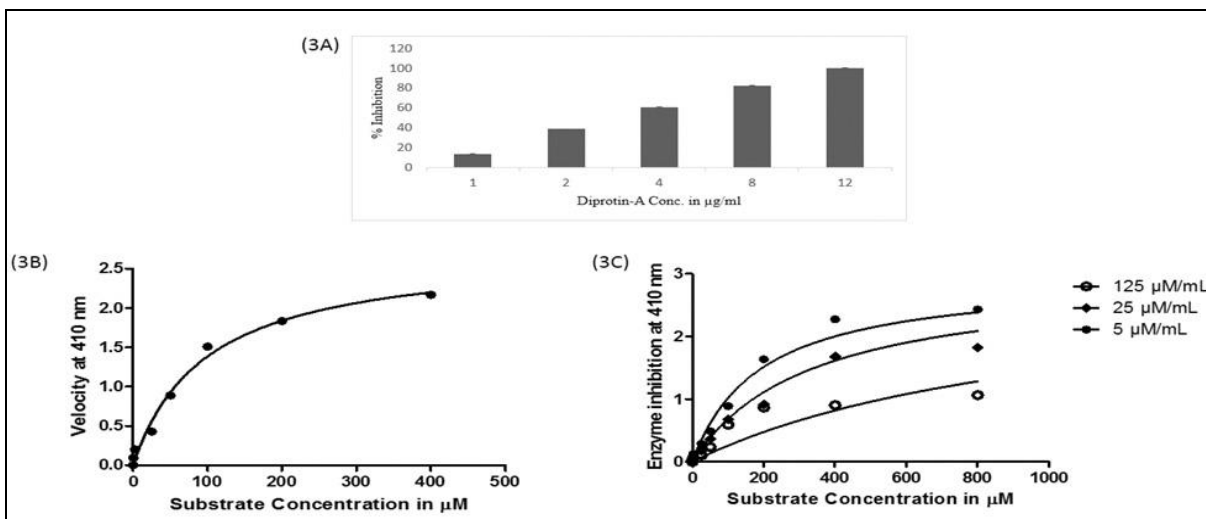 (3A)
120
100
80
60
40
20
0
% Inhibition
1 2 4 8 12
Diprotin-A Conc. in µg/ml
(3B)
2.5
2.0
1.5
1.0
0.5
0.0
Velocity at 410 nm
0 100 200 300 400 500
Substrate Concentration in µM
(3C)
3
2
1
0
Enzyme inhibition at 410 nm
0 200 400 600 800 1000
Substrate Concentration in µM
125 µM/mL
25 µM/mL
5 µM/mL